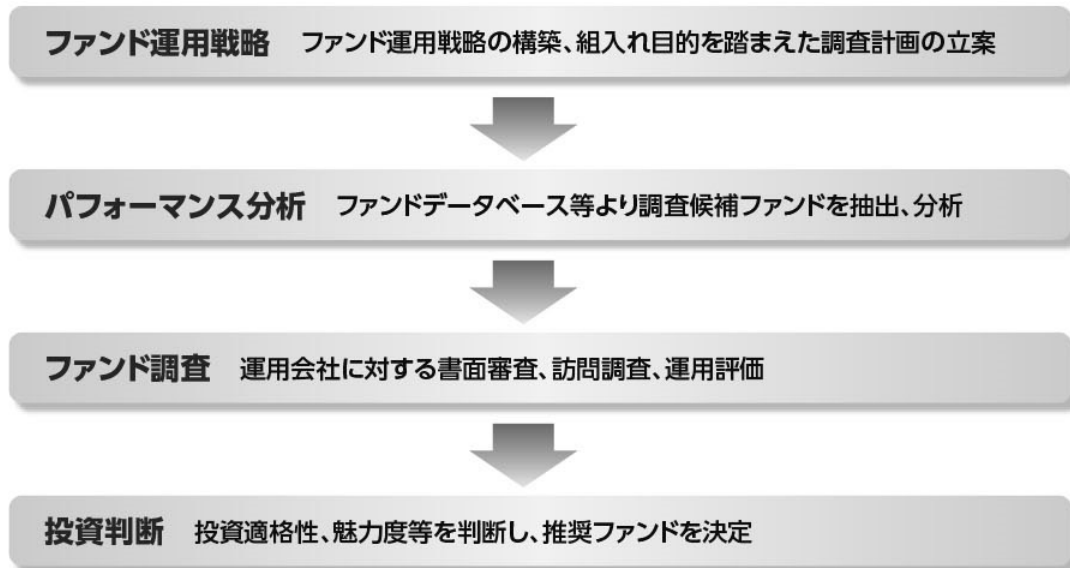 ファンド運用戦略 ファンド運用戦略の構築、組入れ目的を踏まえた調査計画の立案
パフォーマンス分析 ファンドデータベース等より調査候補ファンドを抽出、分析
ファンド調査 運用会社に対する書面審査、訪問調査、運用評価
投資判断 投資適格性、魅力度等を判断し、推奨ファンドを決定